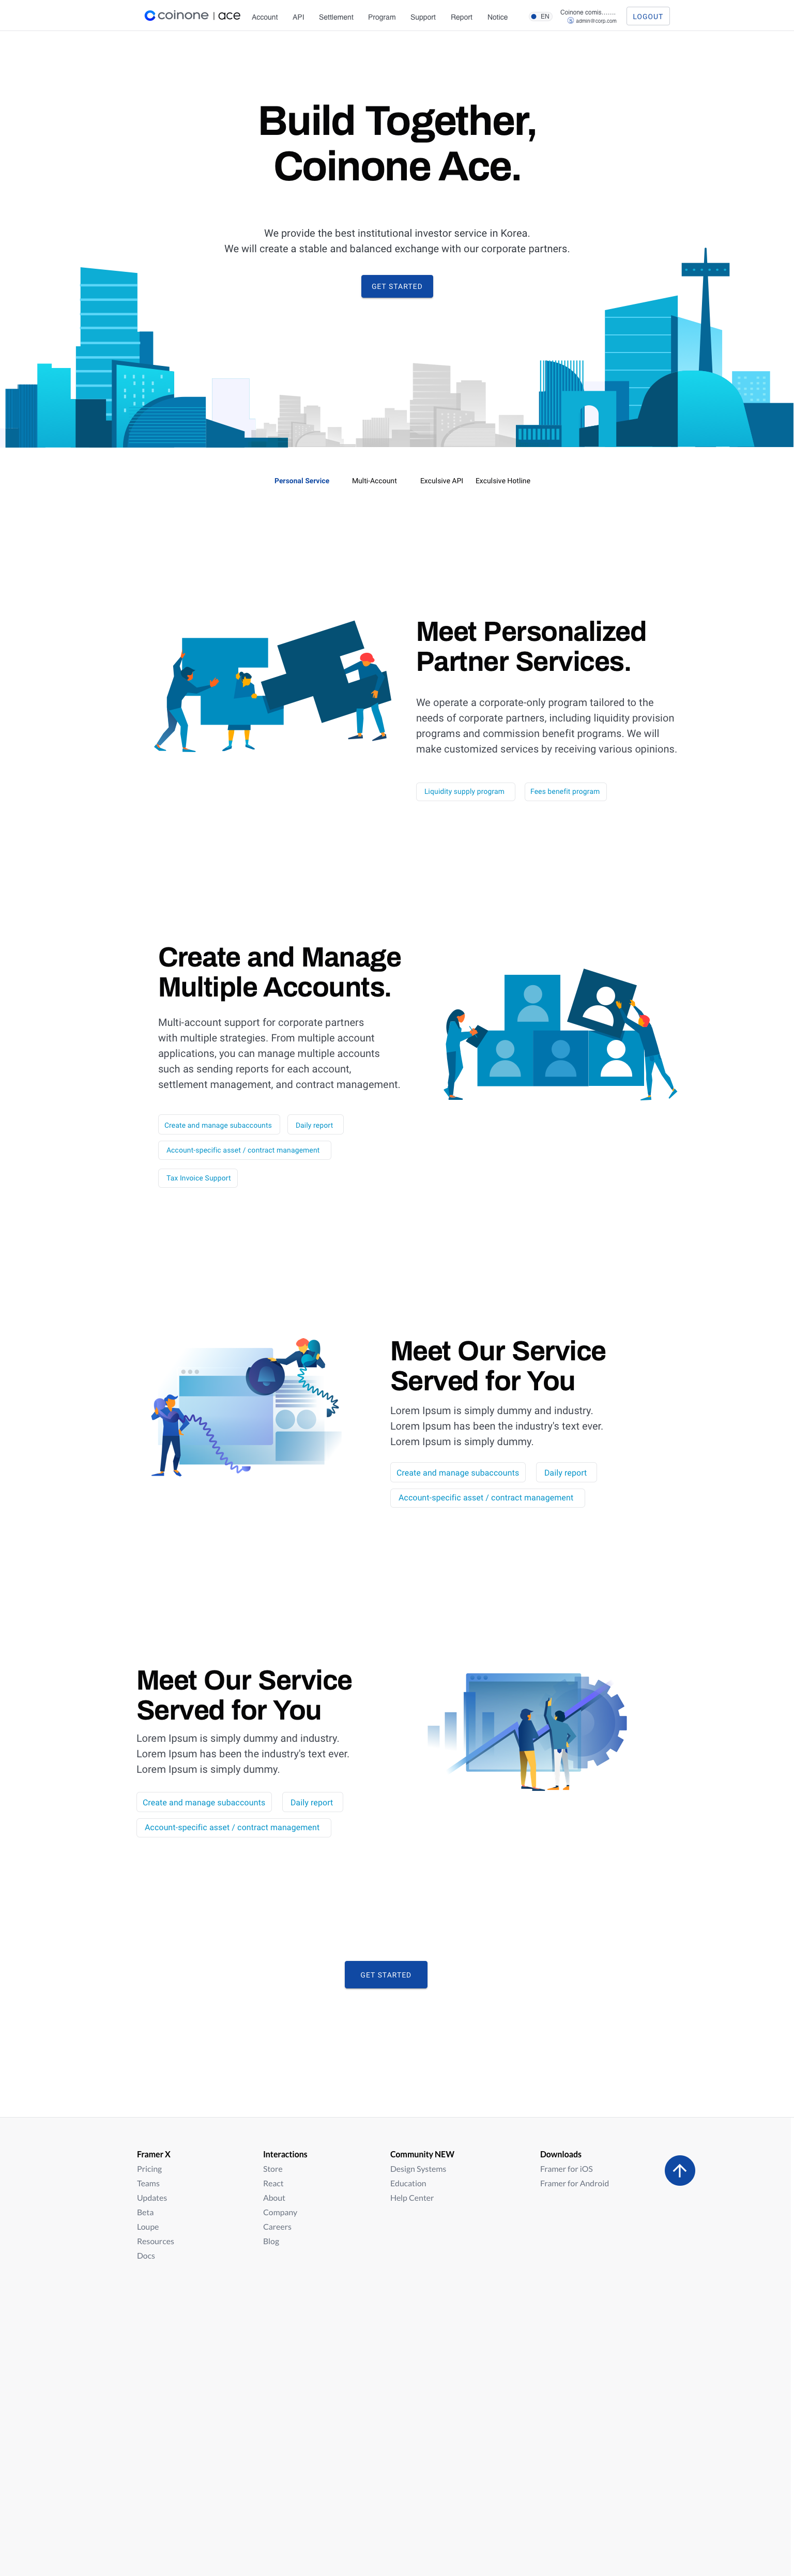 coinone | ace
Account API Settlement Program Support Report Notice
EN
Coinone comis.......
admin@corp.com
LOGOUT
Build Together,
Coinone Ace.
We provide the best institutional investor service in Korea.
We will create a stable and balanced exchange with our corporate partners.
GET STARTED
Personal Service Multi-Account Exculsive API Exculsive Hotline
Meet Personalized
Partner Services.
We operate a corporate-only program tailored to the
needs of corporate partners, including liquidity provision
programs and commission benefit programs. We will
make customized services by receiving various opinions.
Liquidity supply program Fees benefit program
Create and Manage
Multiple Accounts.
Multi-account support for corporate partners
with multiple strategies. From multiple account
applications, you can manage multiple accounts
such as sending reports for each account,
settlement management, and contract management.
Create and manage subaccounts Daily report
Account-specific asset / contract management
Tax Invoice Support
Meet Our Service
Served for You
Lorem Ipsum is simply dummy and industry.
Lorem Ipsum has been the industry's text ever.
Lorem Ipsum is simply dummy.
Create and manage subaccounts Daily report
Account-specific asset / contract management
Meet Our Service
Served for You
Lorem Ipsum is simply dummy and industry.
Lorem Ipsum has been the industry's text ever.
Lorem Ipsum is simply dummy.
Create and manage subaccounts Daily report
Account-specific asset / contract management
GET STARTED
Framer X
Pricing
Teams
Updates
Beta
Loupe
Resources
Docs
Interactions
Store
React
About
Company
Careers
Blog
Community NEW
Design Systems
Education
Help Center
Downloads
Framer for iOS
Framer for Android